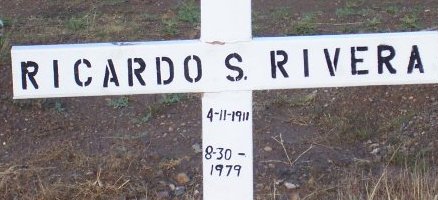 RICARDO S. RIVERA
4-11-1911
8-30-
1979